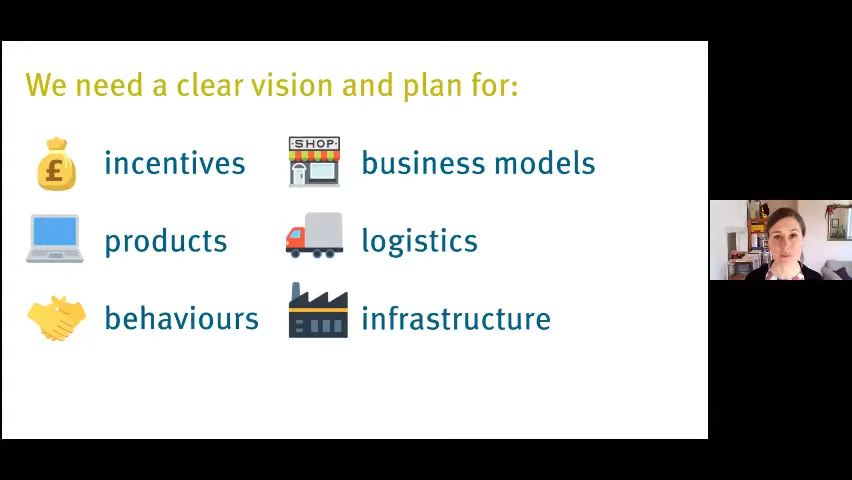 We need a clear vision and plan for:
incentives
SHOP
business models
£
products
logistics
behaviours
infrastructure